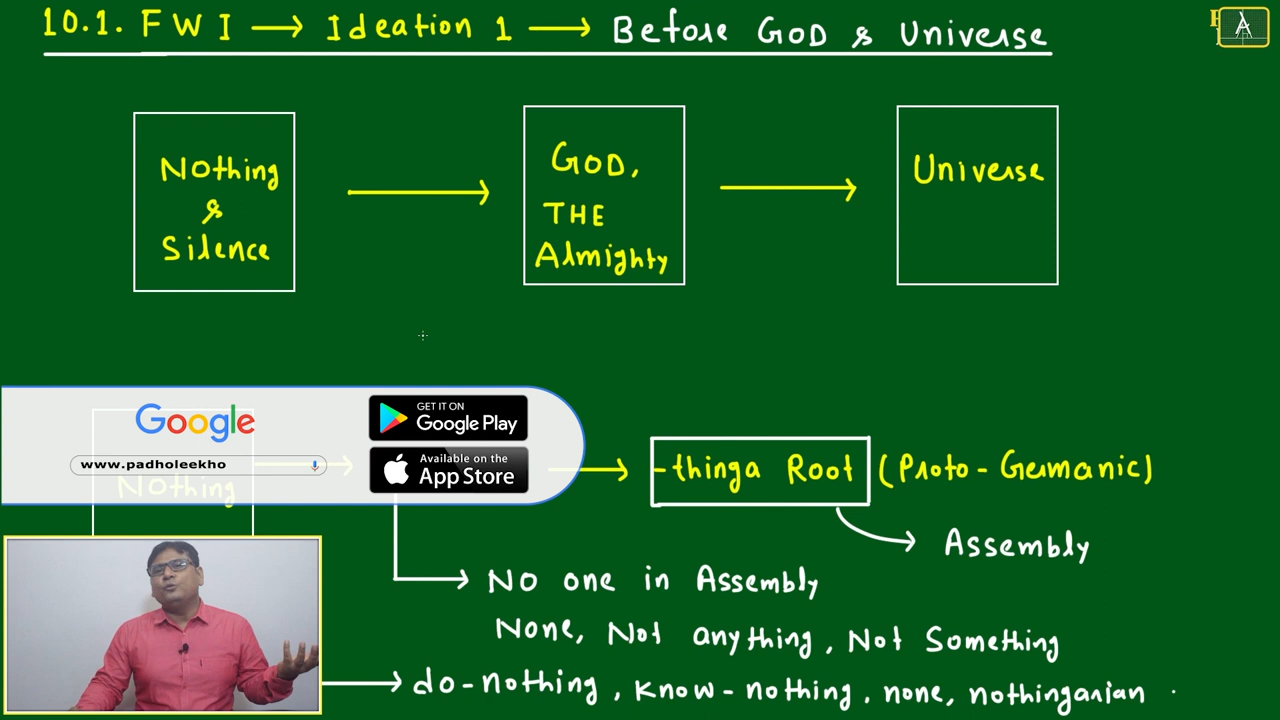 10.1. FWI → Ideation 1 → Before GOD & Universe
Nothing
&
Silence
GOD,
THE
Almighty
Universe
Google
www.padholeekho
GET IT ON
Google Play
Available on the
App Store
Nothing
-thinga Root (Proto-Germanic)
Assembly
No one in Assembly
None, Not anything, Not Something
do-nothing, know-nothing, none, nothingarian